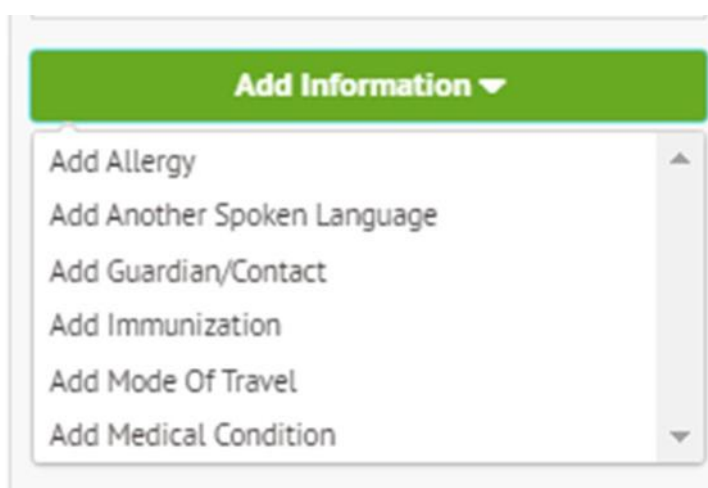 Add Information
Add Allergy
Add Another Spoken Language
Add Guardian/Contact
Add Immunization
Add Mode Of Travel
Add Medical Condition